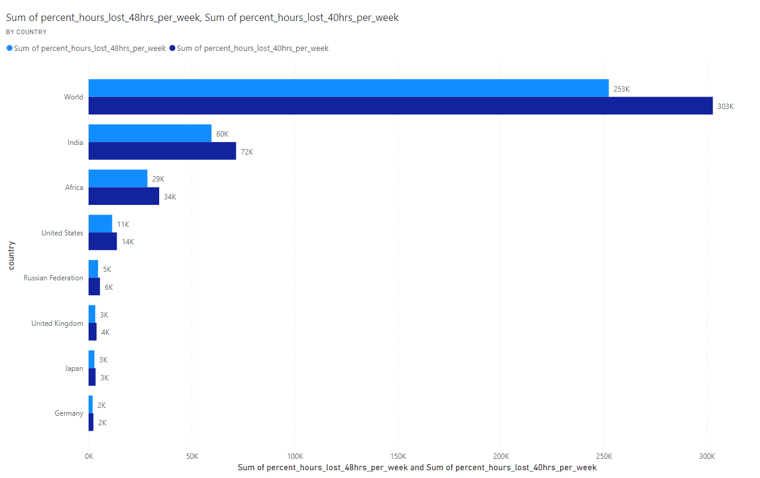 Sum of percent_hours_lost_48hrs_per_week, Sum of percent_hours_lost_40hrs_per_week
BY COUNTRY
Sum of percent_hours_lost_48hrs_per_week Sum of percent_hours_lost_40hrs_per_week
World 253K
303K
India 60K
72K
Africa 29K
34K
United States 11K
14K
Russian Federation 5K
6K
United Kingdom 3K
4K
Japan 3K
3K
Germany 2K
2K
country
0K 50K 100K 150K 200K 250K 300K
Sum of percent_hours_lost_48hrs_per_week and Sum of percent_hours_lost_40hrs_per_week